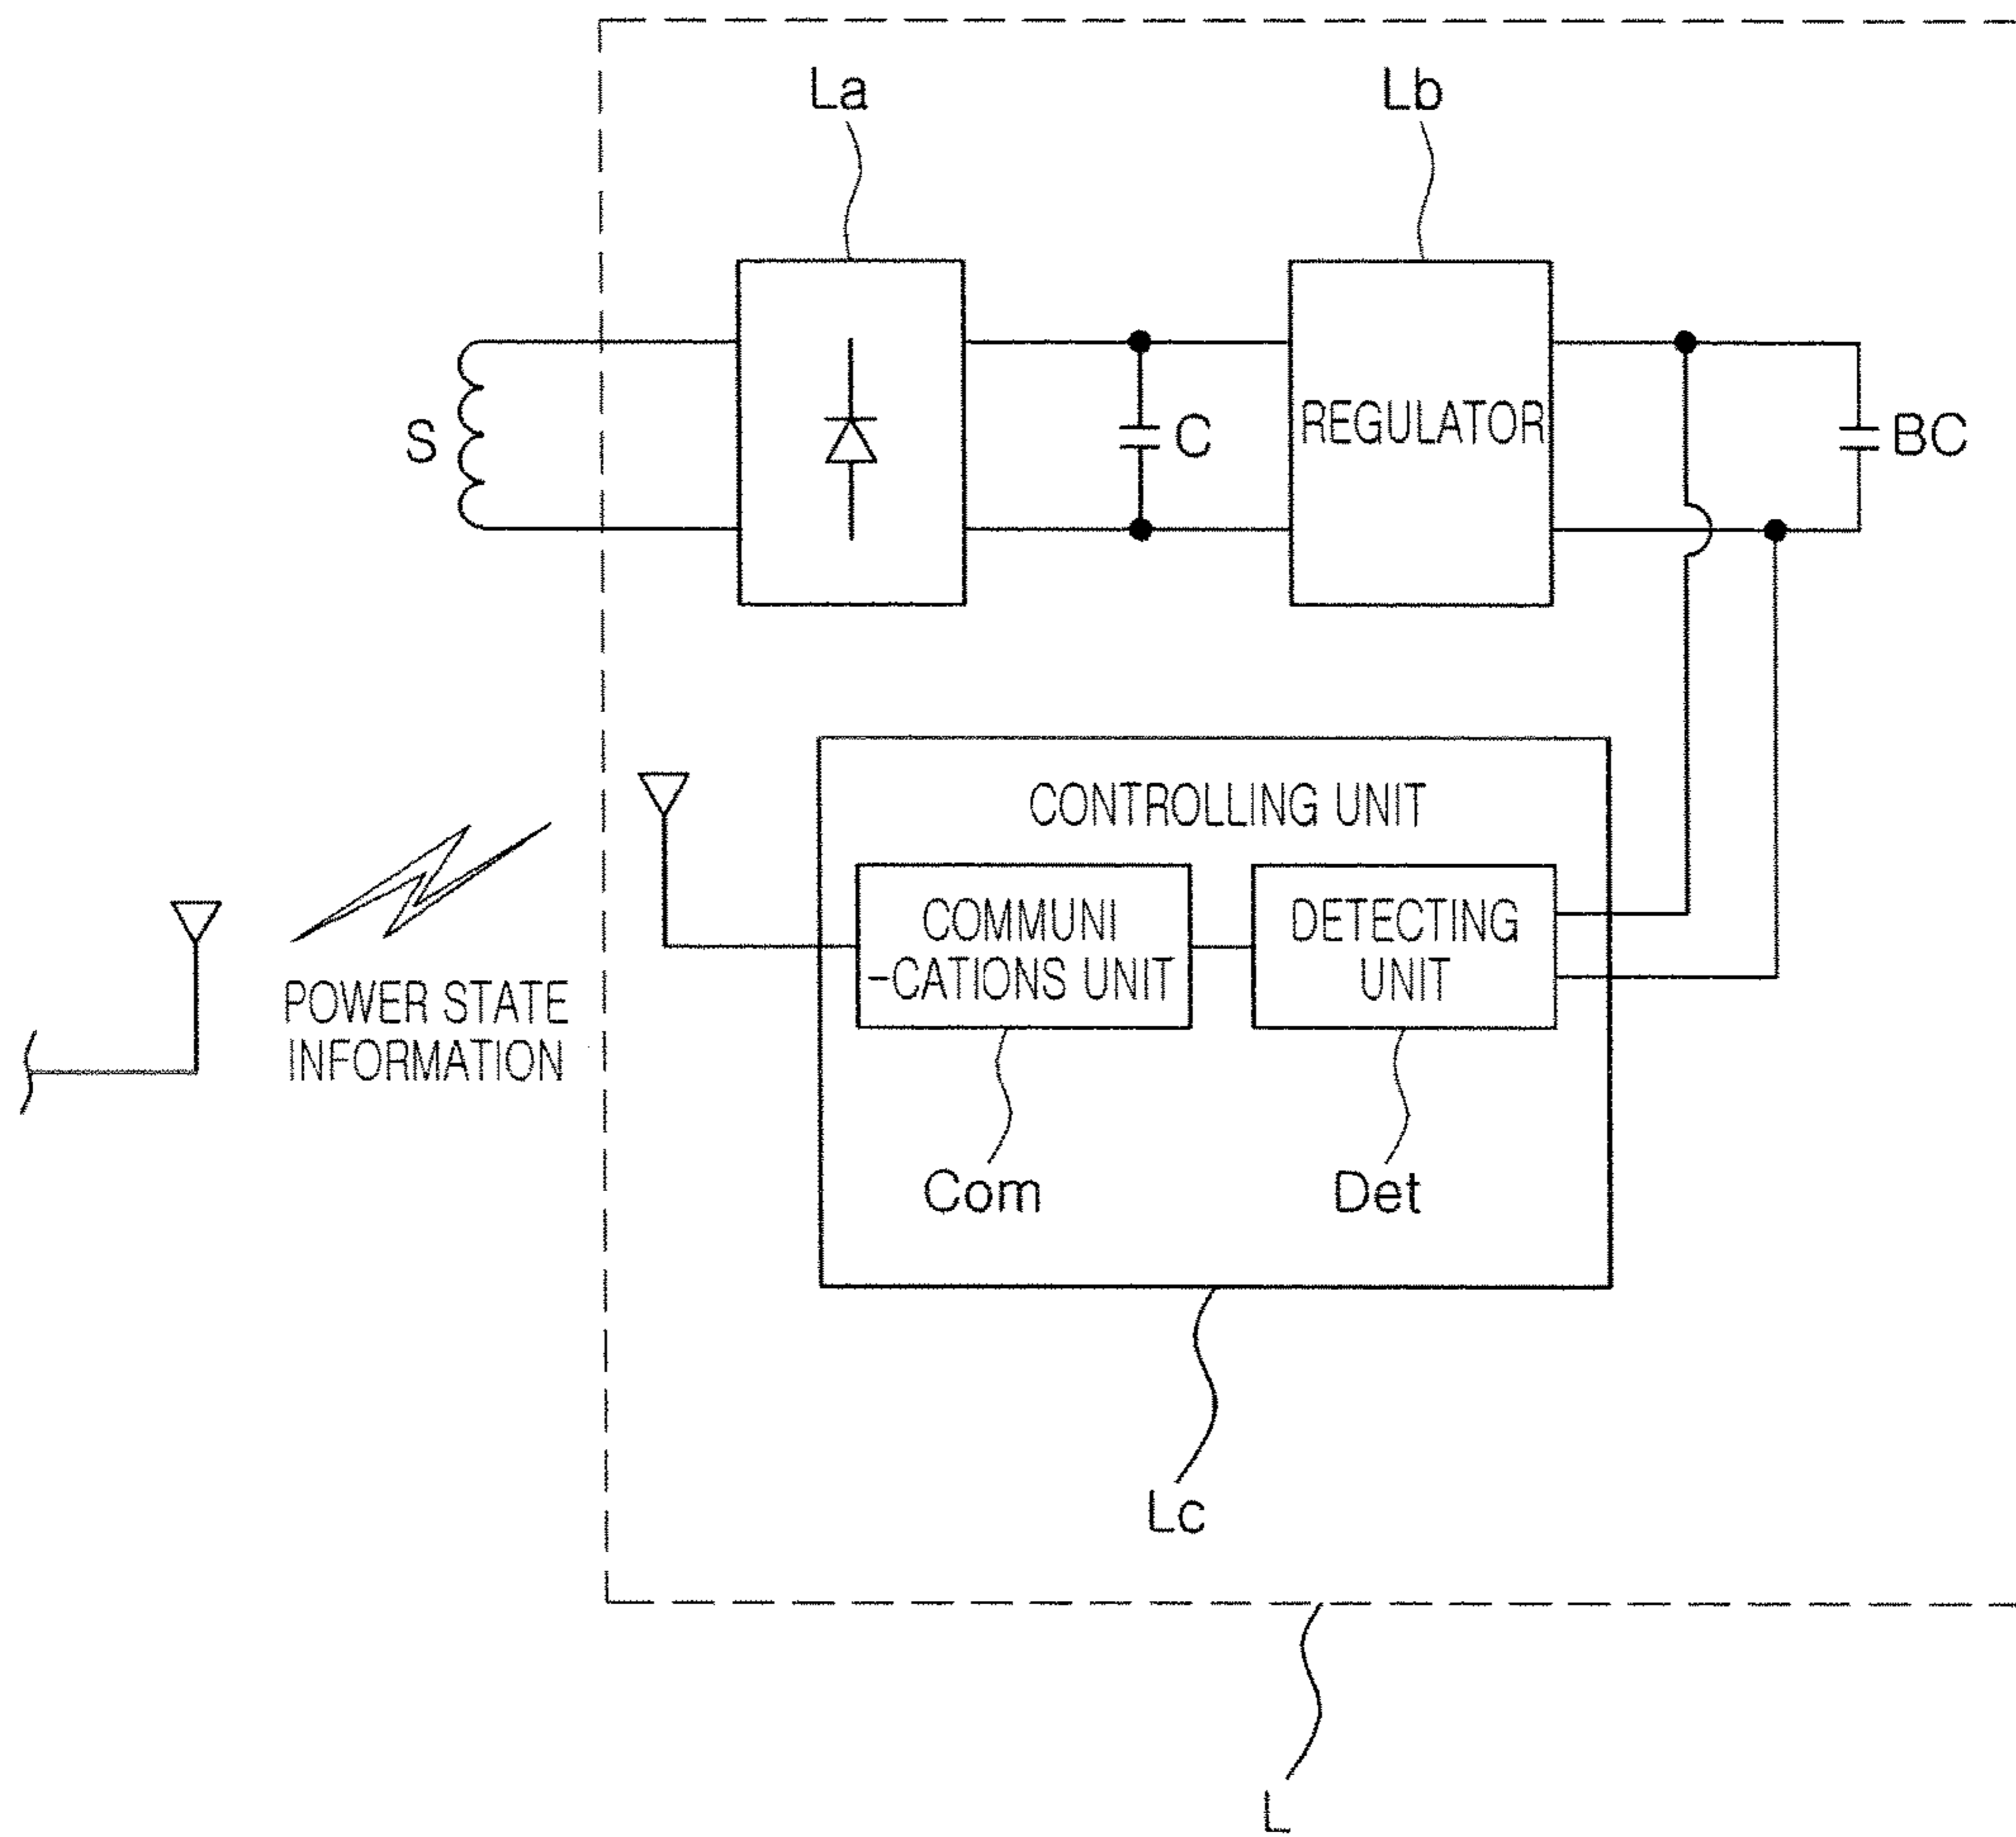 La
Lb
S
C
REGULATOR
BC
CONTROLLING UNIT
COMMUNI
-CATIONS UNIT
DETECTING
UNIT
POWER STATE
INFORMATION
Com
Det
Lc
L